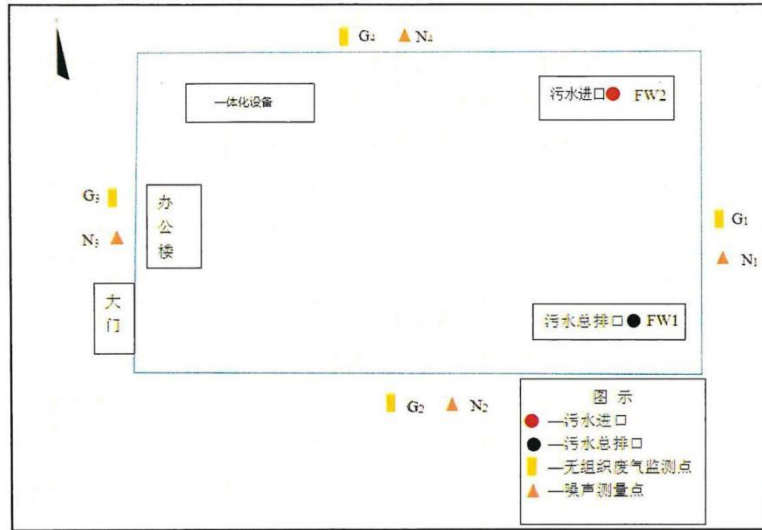 G₄ N₄
一体化设备
污水进口 FW2
G₃
办公楼
G₁
N₃
N₁
大门
污水总排口 FW1
G₂ N₂
图 示
—污水进口
—污水总排口
—无组织废气监测点
—噪声测量点